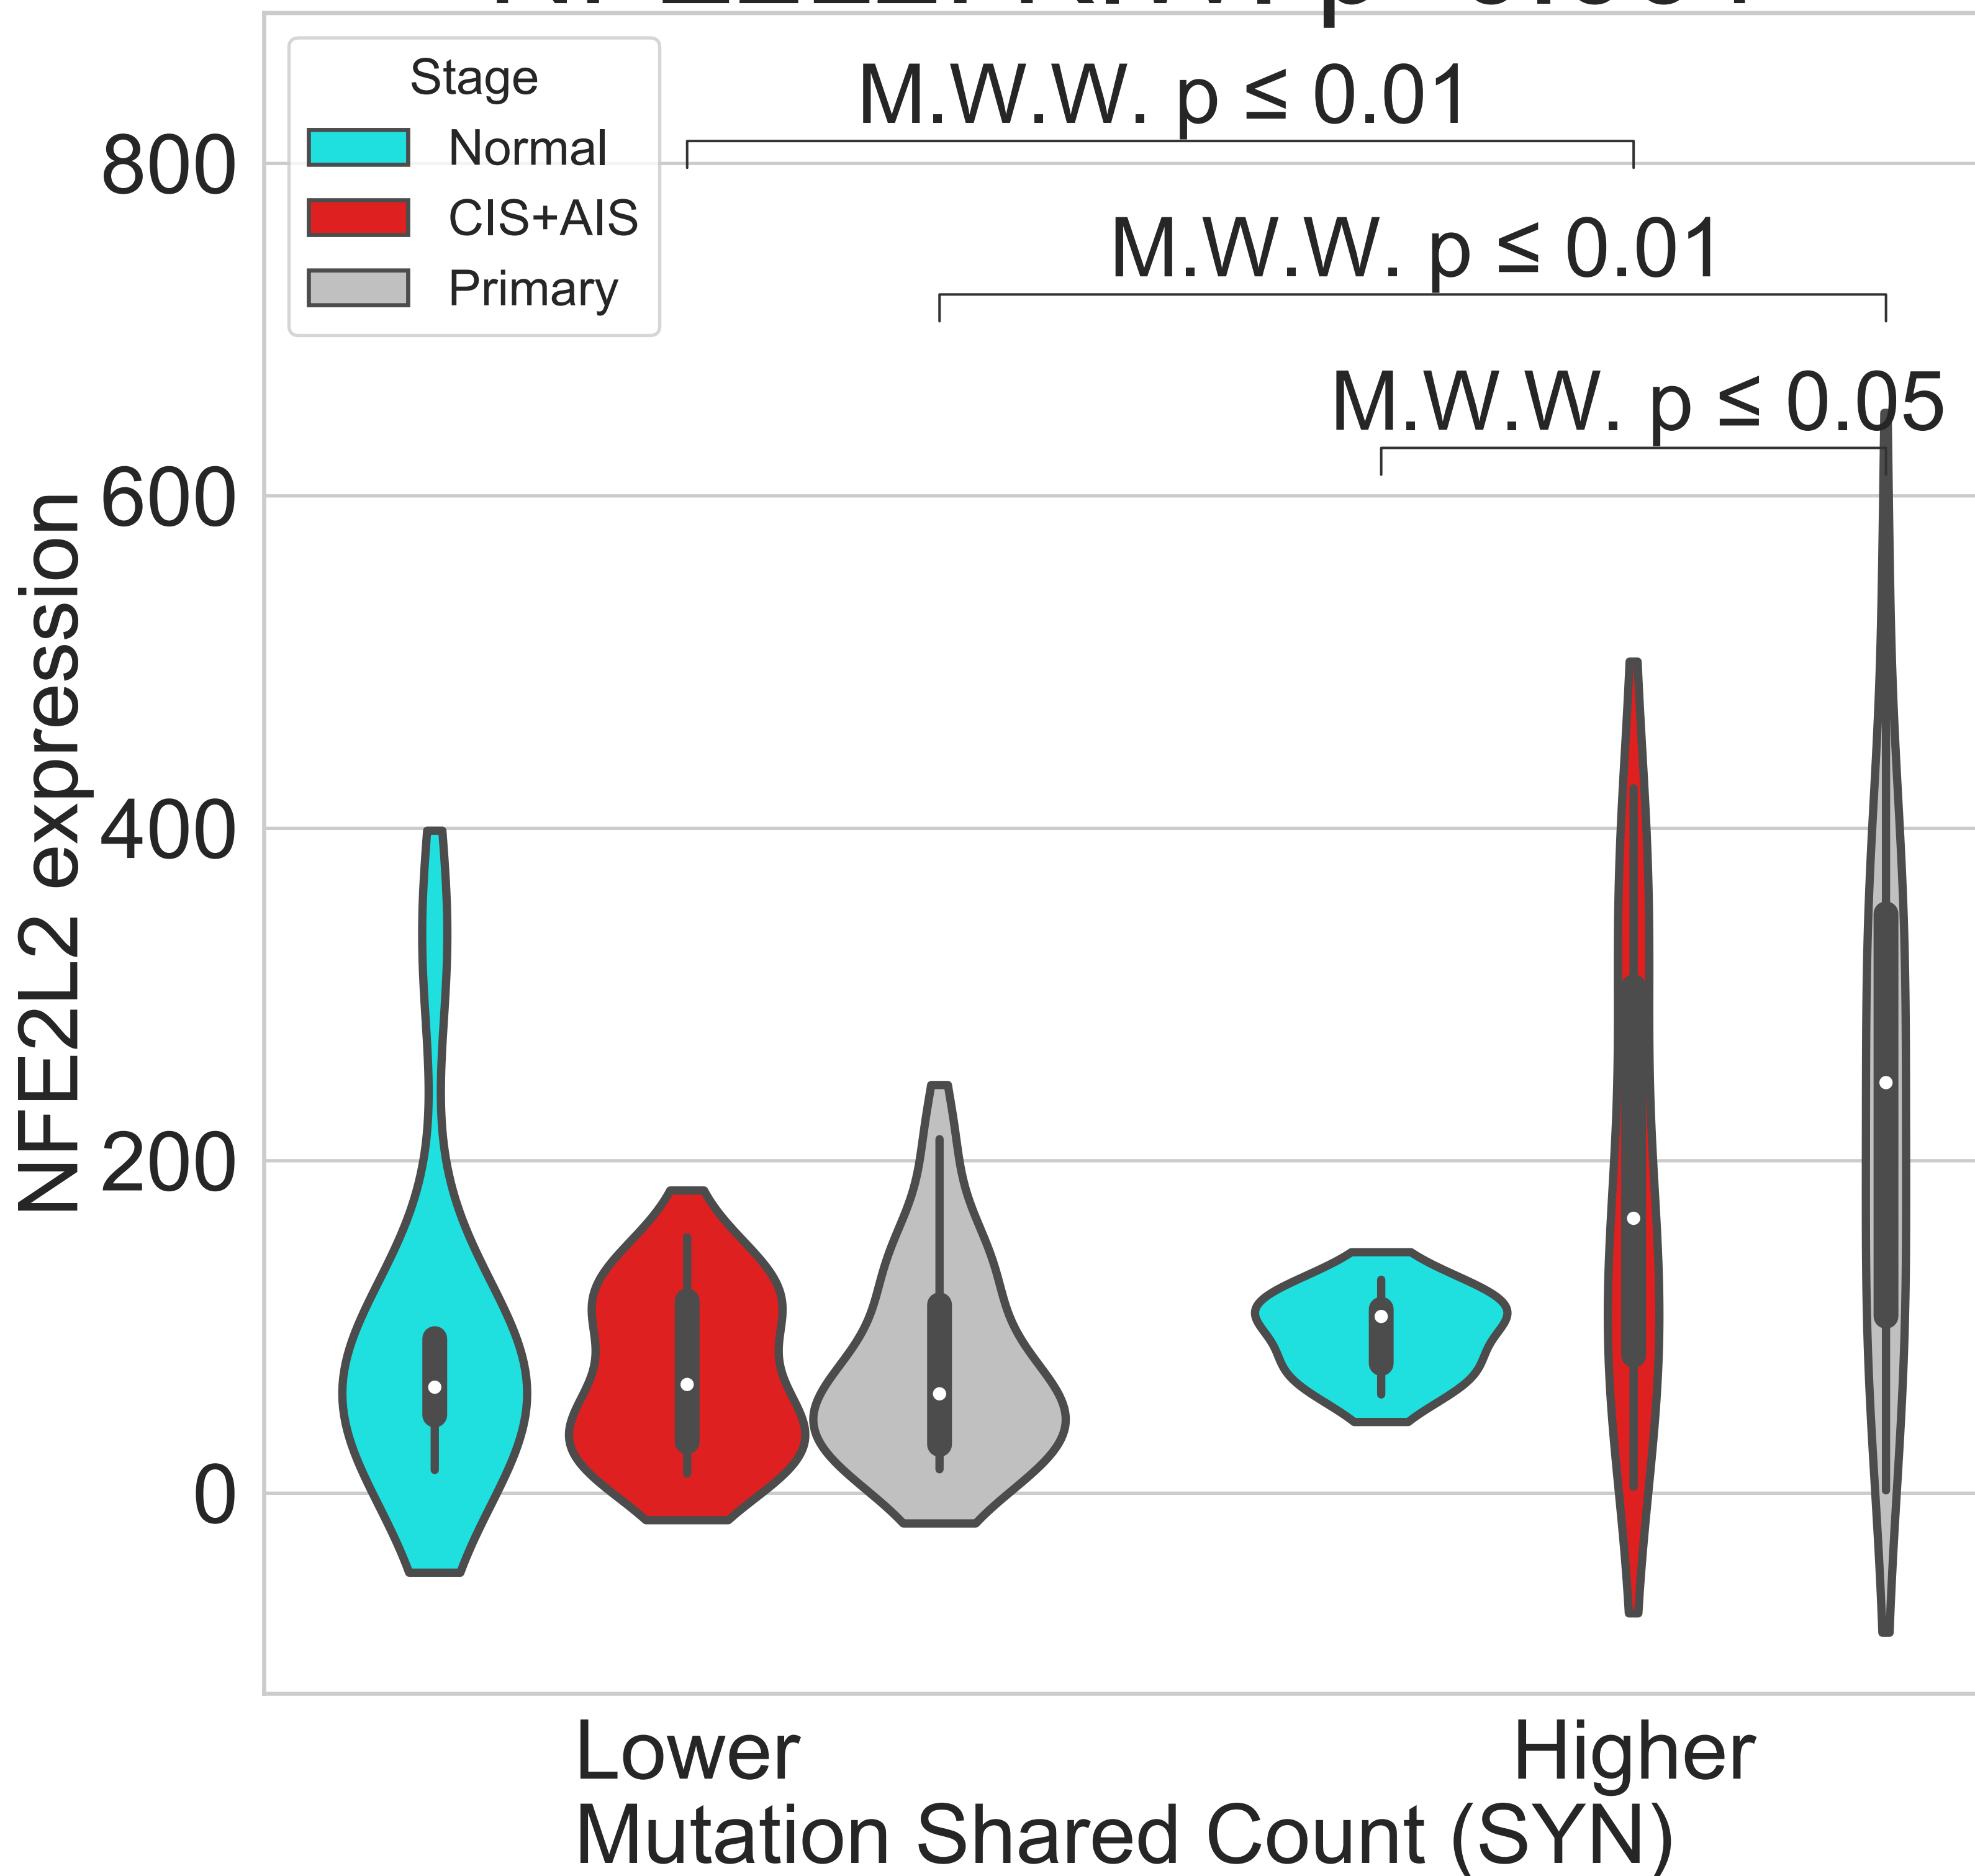 Stage
Normal
CIS+AIS
Primary
M.W.W. p ≤ 0.01
M.W.W. p ≤ 0.01
M.W.W. p ≤ 0.05
800
600
400
200
0
NFE2L2 expression
Lower
Higher
Mutation Shared Count (SYN)